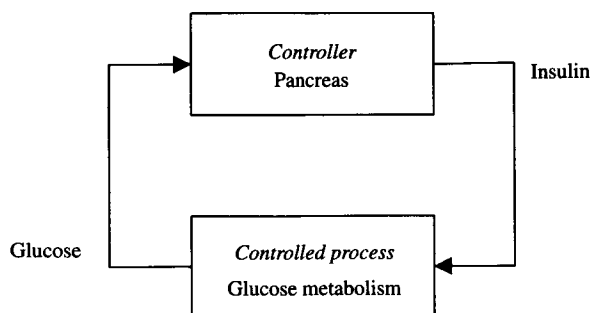 Controller
Pancreas
Insulin
Glucose
Controlled process
Glucose metabolism